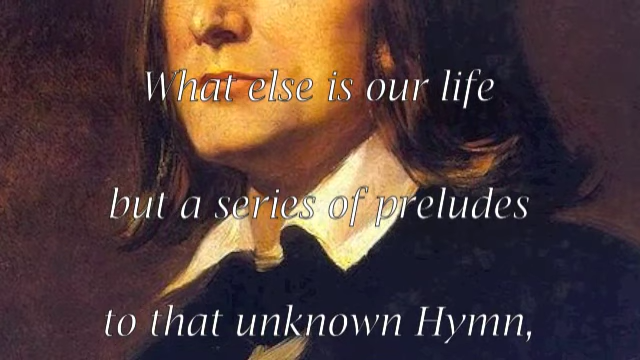 What else is our life
but a series of preludes
to that unknown Hymn,